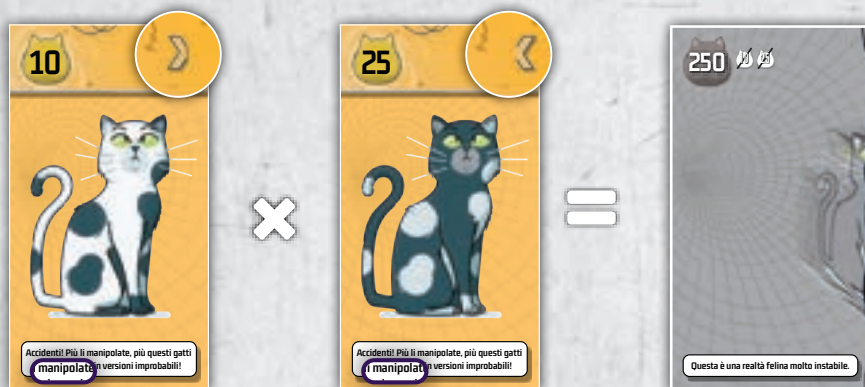 10
25
250
Accidenti! Più li manipolate, più questi gatti
manipolate n versioni improbabili!
Accidenti! Più li manipolate, più questi gatti
manipolat n versioni improbabili!
Questa è una realtà felina molto instabile.